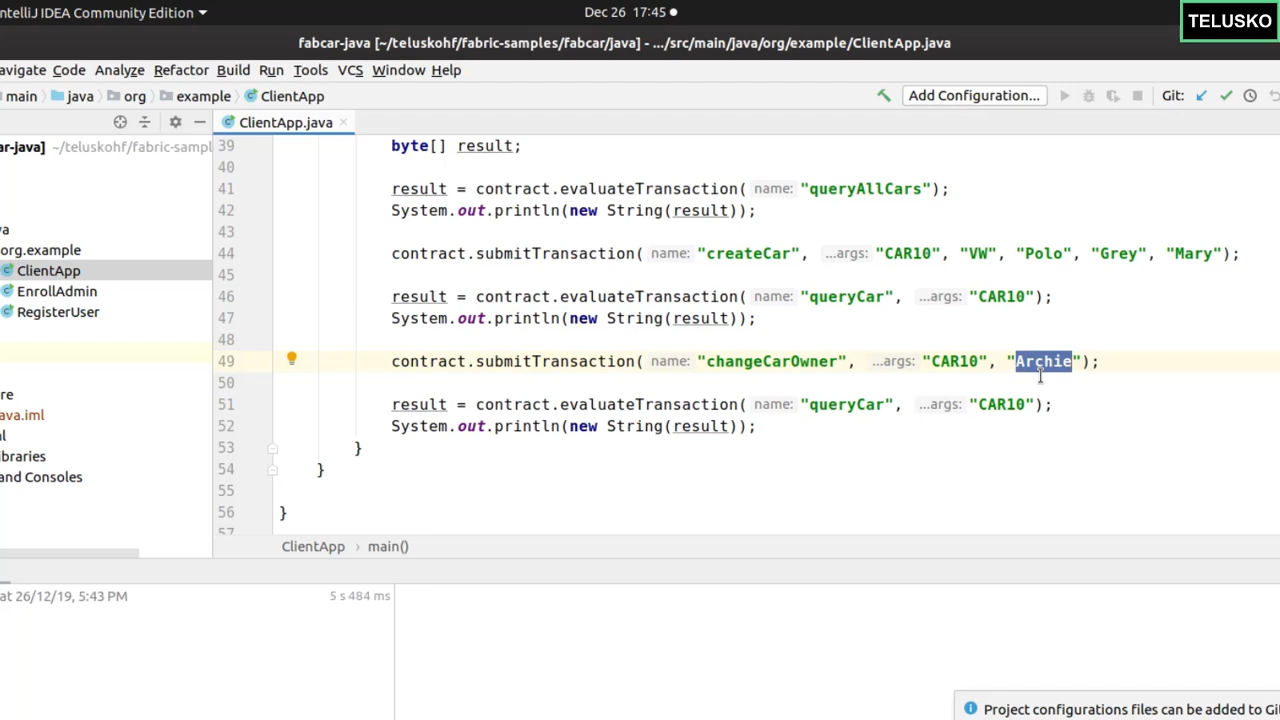 ntelliJ IDEA Community Edition
Dec 26 17:45
TELUSKO
fabcar-java [~/teluskohf/fabric-samples/fabcar/java] - .../src/main/java/org/example/ClientApp.java
avigate Code Analyze Refactor Build Run Tools VCS Window Help
main java org example ClientApp
Add Configuration... Git:
ClientApp.java
ar-java] ~/teluskohf/fabric-sampl
va
org.example
ClientApp
EnrollAdmin
RegisterUser
re
ava.iml
l
ibraries
and Consoles
39 byte[] result;
40
41 result = contract.evaluateTransaction( name: "queryAllCars");
42 System.out.println(new String(result));
43
44 contract.submitTransaction( name: "createCar", ...args: "CAR10", "VW", "Polo", "Grey", "Mary");
45
46 result = contract.evaluateTransaction( name: "queryCar", ...args: "CAR10");
47 System.out.println(new String(result));
48
49 contract.submitTransaction( name: "changeCarOwner", ...args: "CAR10", "Archie");
50
51 result = contract.evaluateTransaction( name: "queryCar", ...args: "CAR10");
52 System.out.println(new String(result));
53 }
54 }
55
56 }
57
ClientApp › main()
at 26/12/19, 5:43 PM 5 s 484 ms
Project configurations files can be added to Gi